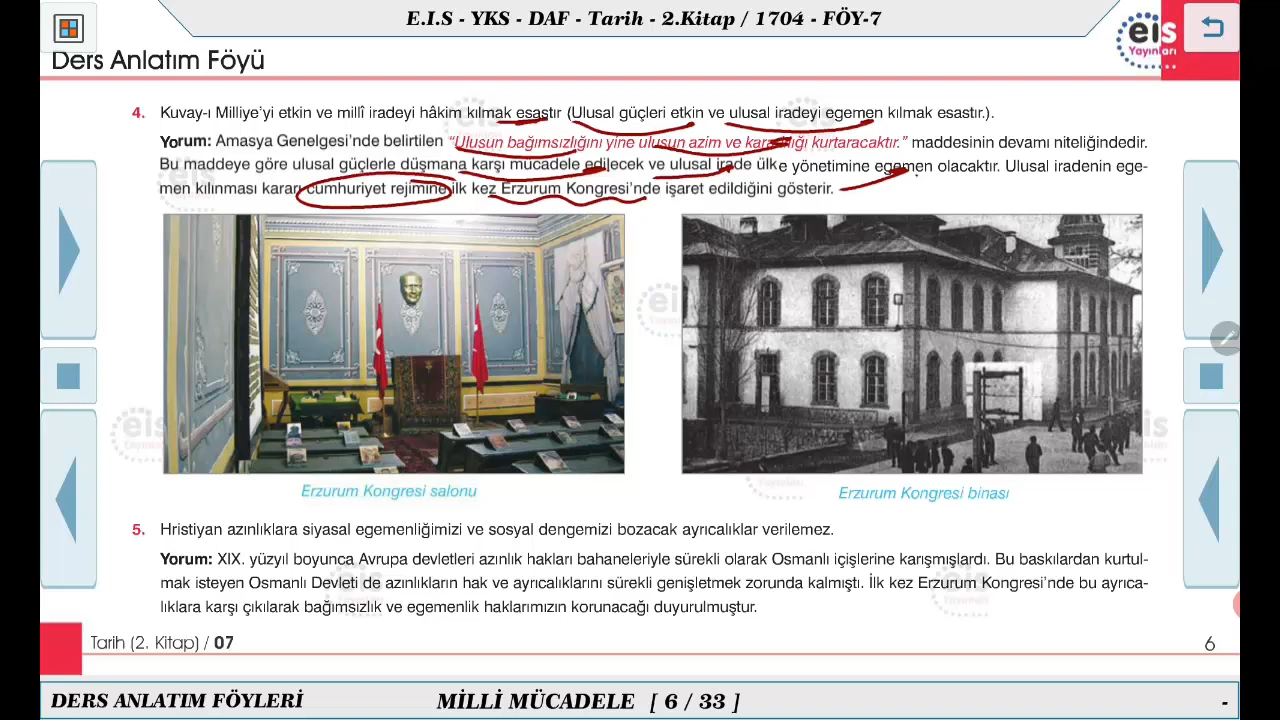 E.I.S - YKS - DAF - Tarih - 2.Kitap / 1704 - FÖY-7
eis
Yayınları
Ders Anlatım Föyü
4. Kuvay-ı Milliye’yi etkin ve millî iradeyi hâkim kılmak esastır (Ulusal güçleri etkin ve ulusal iradeyi egemen kılmak esastır.).
Yorum: Amasya Genelgesi’nde belirtilen “Ulusun bağımsızlığını yine ulusun azim ve kararlılığı kurtaracaktır.” maddesinin devamı niteliğindedir.
Bu maddeye göre ulusal güçlerle düşmana karşı mücadele edilecek ve ulusal irade ülke yönetimine egemen olacaktır. Ulusal iradenin ege-
men kılınması kararı cumhuriyet rejimine ilk kez Erzurum Kongresi’nde işaret edildiğini gösterir.
Erzurum Kongresi salonu
Erzurum Kongresi binası
5. Hristiyan azınlıklara siyasal egemenliğimizi ve sosyal dengemizi bozacak ayrıcalıklar verilemez.
Yorum: XIX. yüzyıl boyunca Avrupa devletleri azınlık hakları bahaneleriyle sürekli olarak Osmanlı içişlerine karışmışlardı. Bu baskılardan kurtul-
mak isteyen Osmanlı Devleti de azınlıkların hak ve ayrıcalıklarını sürekli genişletmek zorunda kalmıştı. İlk kez Erzurum Kongresi’nde bu ayrıca-
lıklara karşı çıkılarak bağımsızlık ve egemenlik haklarımızın korunacağı duyurulmuştur.
Tarih (2. Kitap) / 07
6
DERS ANLATIM FÖYLERİ
MİLLİ MÜCADELE [ 6 / 33 ]
-